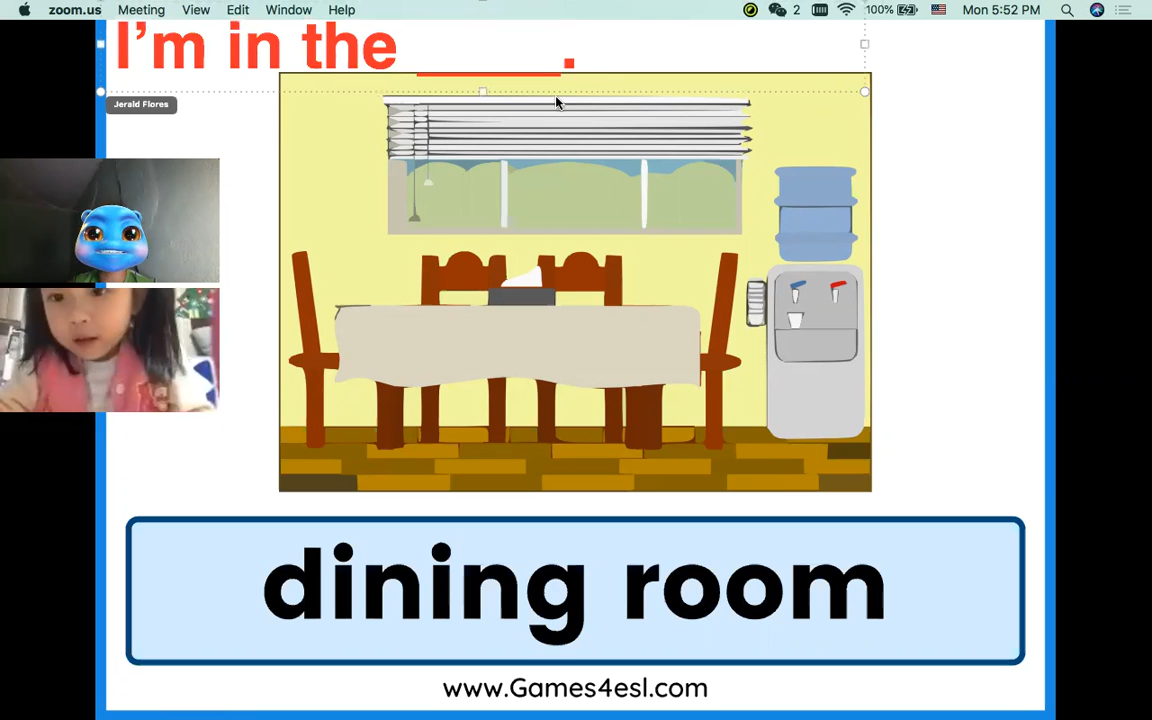 zoom.us Meeting View Edit Window Help 2 100% Mon 5:52 PM
I'm in the ______.
Jerald Flores
dining room
www.Games4esl.com